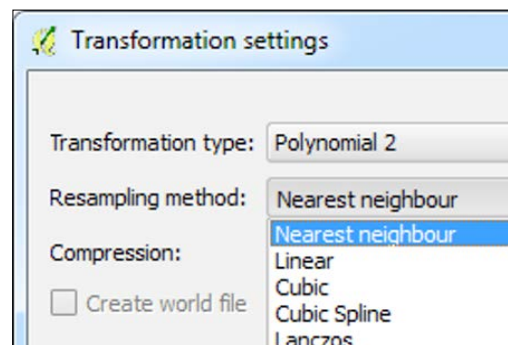 Transformation settings
Transformation type: Polynomial 2
Resampling method: Nearest neighbour
Nearest neighbour
Compression:
Linear
Cubic
Create world file
Cubic Spline
Lanczos